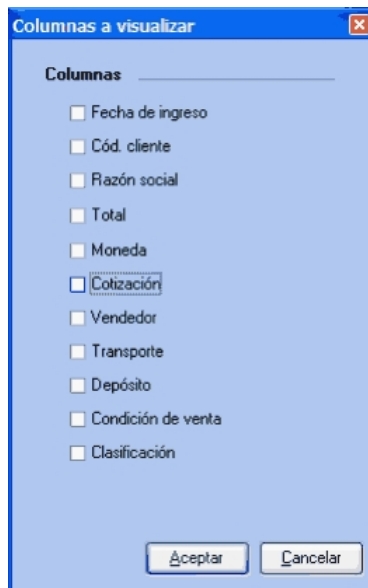 Columnas a visualizar
Columnas
Fecha de ingreso
Cód. cliente
Razón social
Total
Moneda
Cotización
Vendedor
Transporte
Depósito
Condición de venta
Clasificación
Aceptar Cancelar